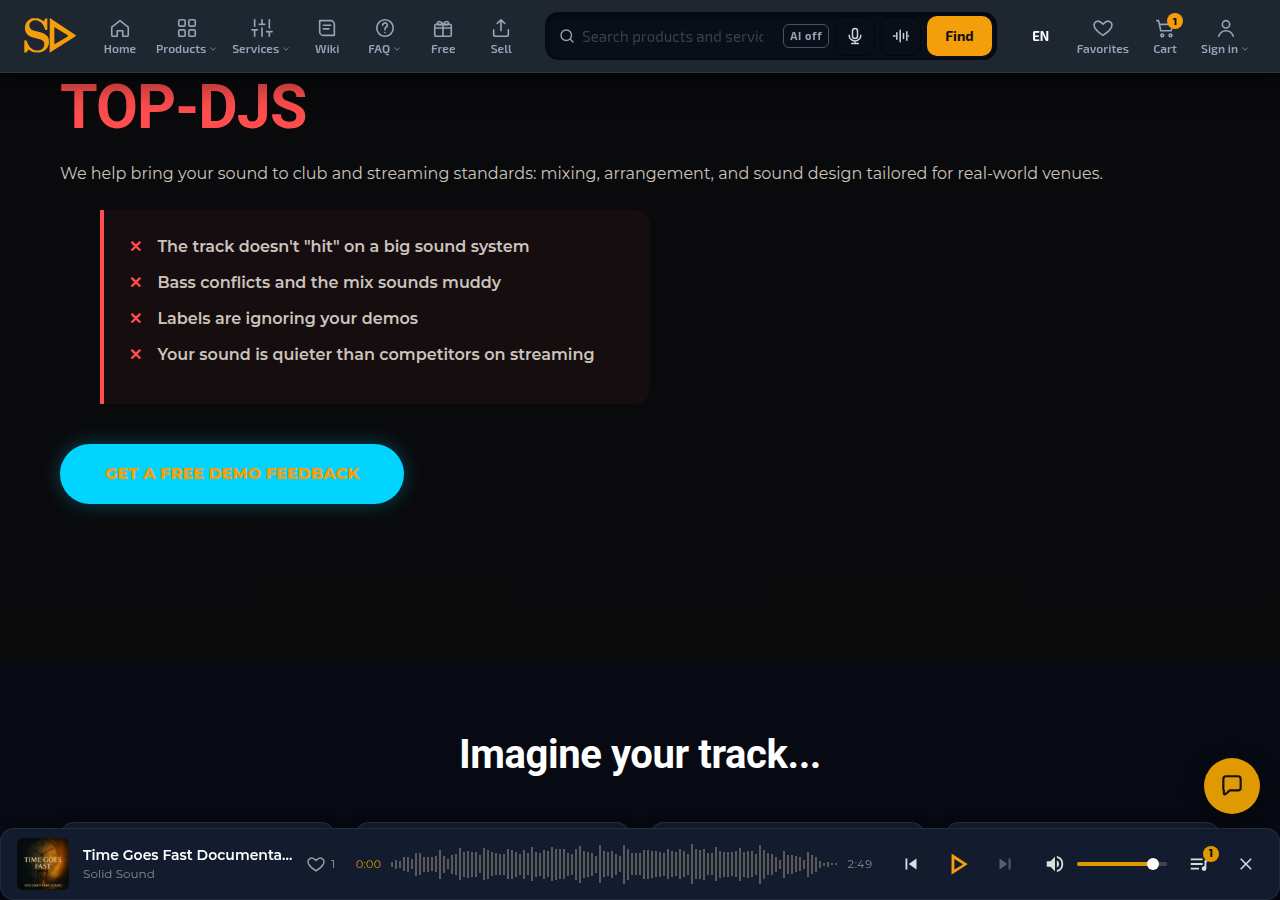 SD
Home
Products
Services
Wiki
FAQ
Free
Sell
Search products and servic
AI off
Find
EN
Favorites
1
Cart
Sign in
TOP-DJS
We help bring your sound to club and streaming standards: mixing, arrangement, and sound design tailored for real-world venues.
✕ The track doesn't "hit" on a big sound system
✕ Bass conflicts and the mix sounds muddy
✕ Labels are ignoring your demos
✕ Your sound is quieter than competitors on streaming
GET A FREE DEMO FEEDBACK
Imagine your track...
TIME GOES
FAST
Time Goes Fast Documenta...
Solid Sound
1
0:00
2:49
1